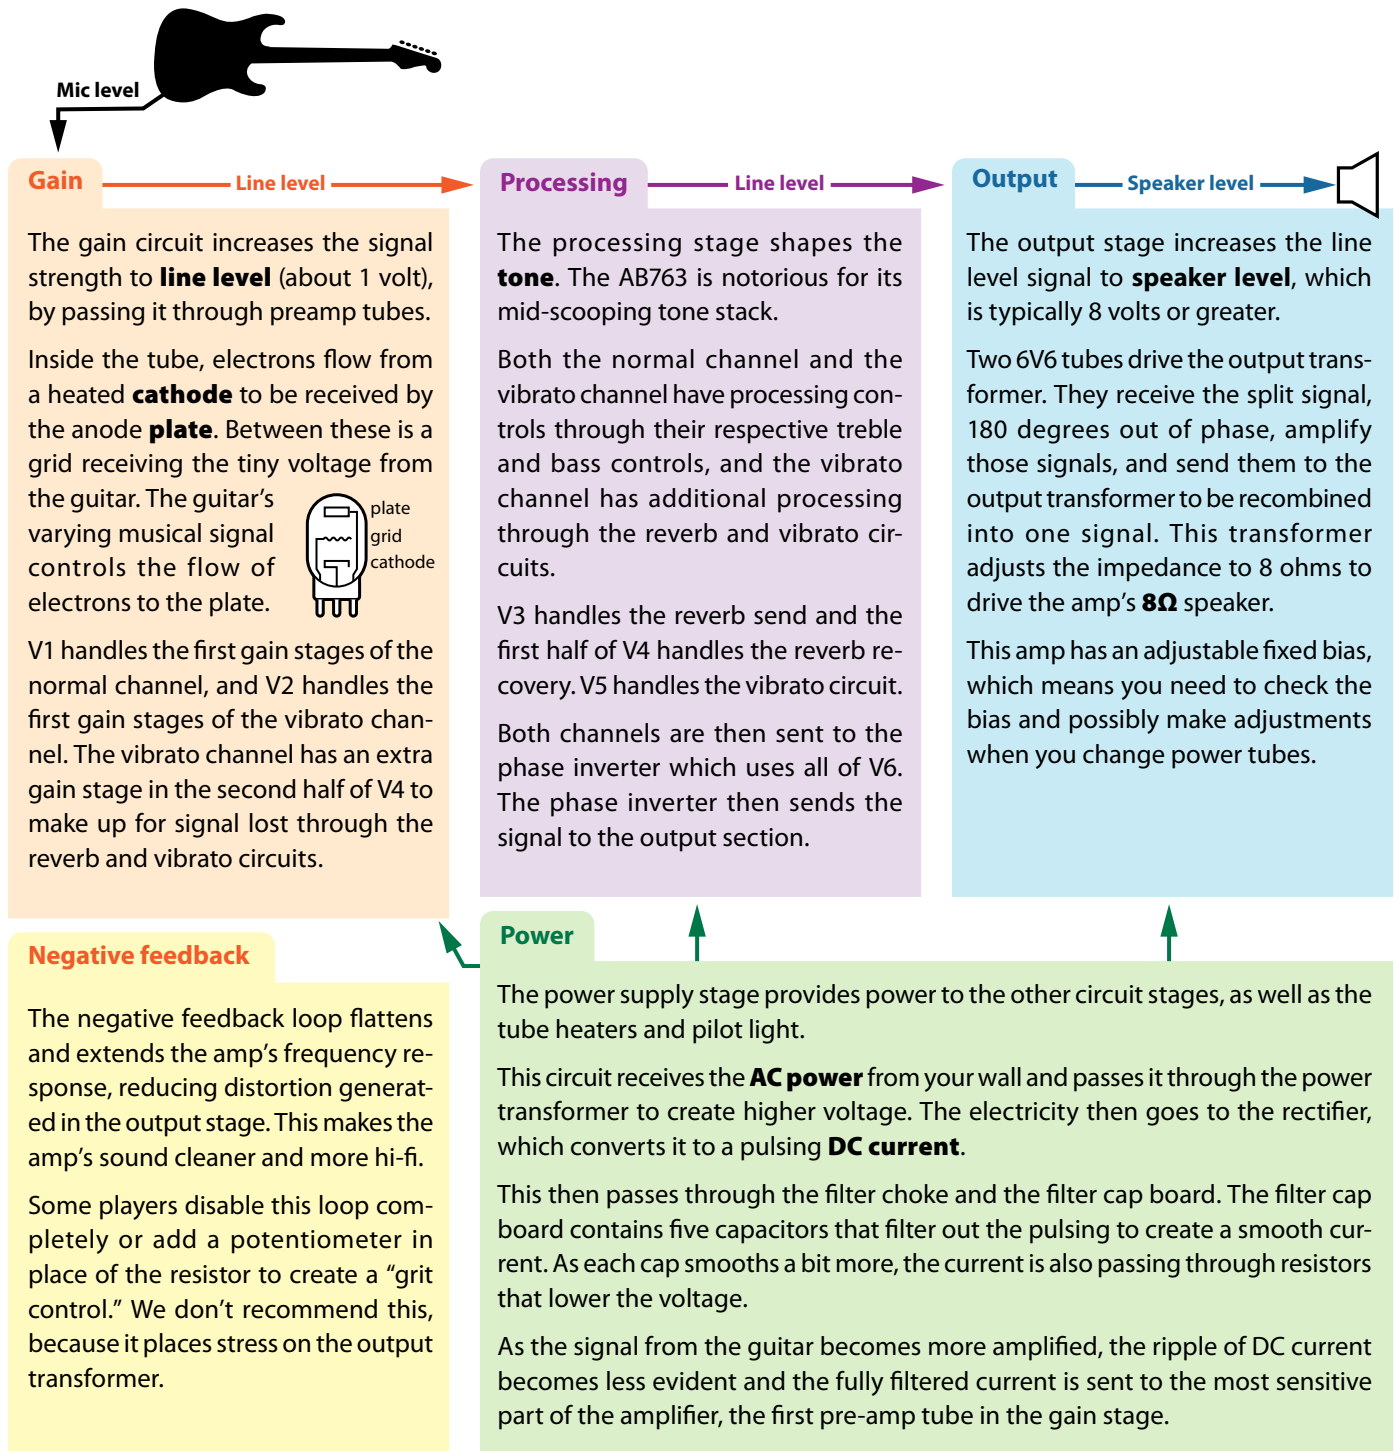 Mic level
Gain
Line level
The gain circuit increases the signal
strength to line level (about 1 volt),
by passing it through preamp tubes.
Inside the tube, electrons flow from
a heated cathode to be received by
the anode plate. Between these is a
grid receiving the tiny voltage from
the guitar. The guitar's
varying musical signal
controls the flow of
electrons to the plate.
plate
grid
cathode
V1 handles the first gain stages of the
normal channel, and V2 handles the
first gain stages of the vibrato chan-
nel. The vibrato channel has an extra
gain stage in the second half of V4 to
make up for signal lost through the
reverb and vibrato circuits.
Processing
Line level
The processing stage shapes the
tone. The AB763 is notorious for its
mid-scooping tone stack.
Both the normal channel and the
vibrato channel have processing con-
trols through their respective treble
and bass controls, and the vibrato
channel has additional processing
through the reverb and vibrato cir-
cuits.
V3 handles the reverb send and the
first half of V4 handles the reverb re-
covery. V5 handles the vibrato circuit.
Both channels are then sent to the
phase inverter which uses all of V6.
The phase inverter then sends the
signal to the output section.
Output
Speaker level
The output stage increases the line
level signal to speaker level, which
is typically 8 volts or greater.
Two 6V6 tubes drive the output trans-
former. They receive the split signal,
180 degrees out of phase, amplify
those signals, and send them to the
output transformer to be recombined
into one signal. This transformer
adjusts the impedance to 8 ohms to
drive the amp's 8Ω speaker.
This amp has an adjustable fixed bias,
which means you need to check the
bias and possibly make adjustments
when you change power tubes.
Negative feedback
The negative feedback loop flattens
and extends the amp's frequency re-
sponse, reducing distortion generat-
ed in the output stage. This makes the
amp's sound cleaner and more hi-fi.
Some players disable this loop com-
pletely or add a potentiometer in
place of the resistor to create a “grit
control.” We don't recommend this,
because it places stress on the output
transformer.
Power
The power supply stage provides power to the other circuit stages, as well as the
tube heaters and pilot light.
This circuit receives the AC power from your wall and passes it through the power
transformer to create higher voltage. The electricity then goes to the rectifier,
which converts it to a pulsing DC current.
This then passes through the filter choke and the filter cap board. The filter cap
board contains five capacitors that filter out the pulsing to create a smooth cur-
rent. As each cap smooths a bit more, the current is also passing through resistors
that lower the voltage.
As the signal from the guitar becomes more amplified, the ripple of DC current
becomes less evident and the fully filtered current is sent to the most sensitive
part of the amplifier, the first pre-amp tube in the gain stage.